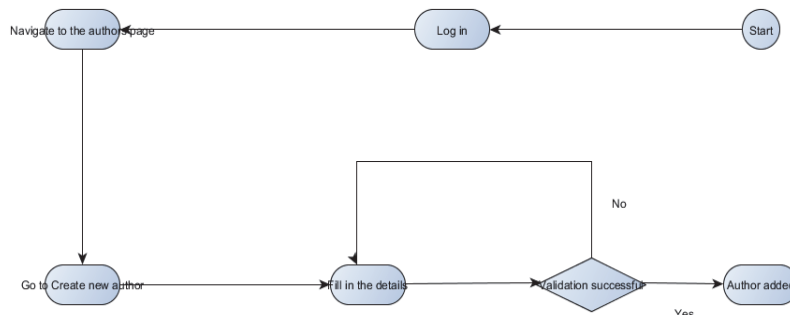 Navigate to the authors page
Log in
Start
No
Go to Create new author
Fill in the details
Validation successful
Author added
Yes